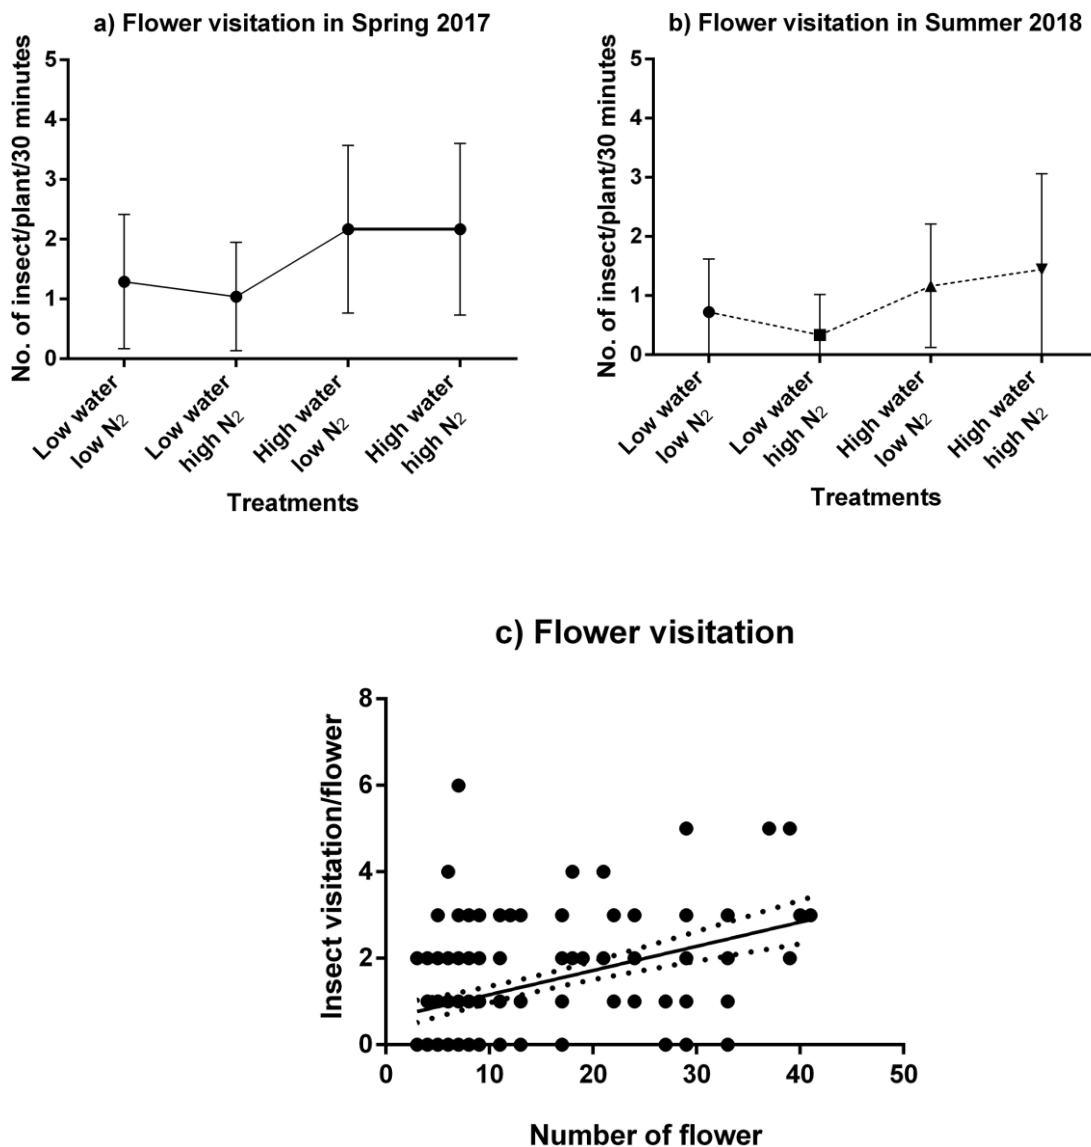 a) Flower visitation in Spring 2017
No. of insect/plant/30 minutes
5
4
3
2
1
0
Low water
low N₂
Low water
high N₂
High water
low N₂
High water
high N₂
Treatments
b) Flower visitation in Summer 2018
No. of insect/plant/30 minutes
5
4
3
2
1
0
Low water
low N₂
Low water
high N₂
High water
low N₂
High water
high N₂
Treatments
c) Flower visitation
Insect visitation/flower
8
6
4
2
0
0 10 20 30 40 50
Number of flower